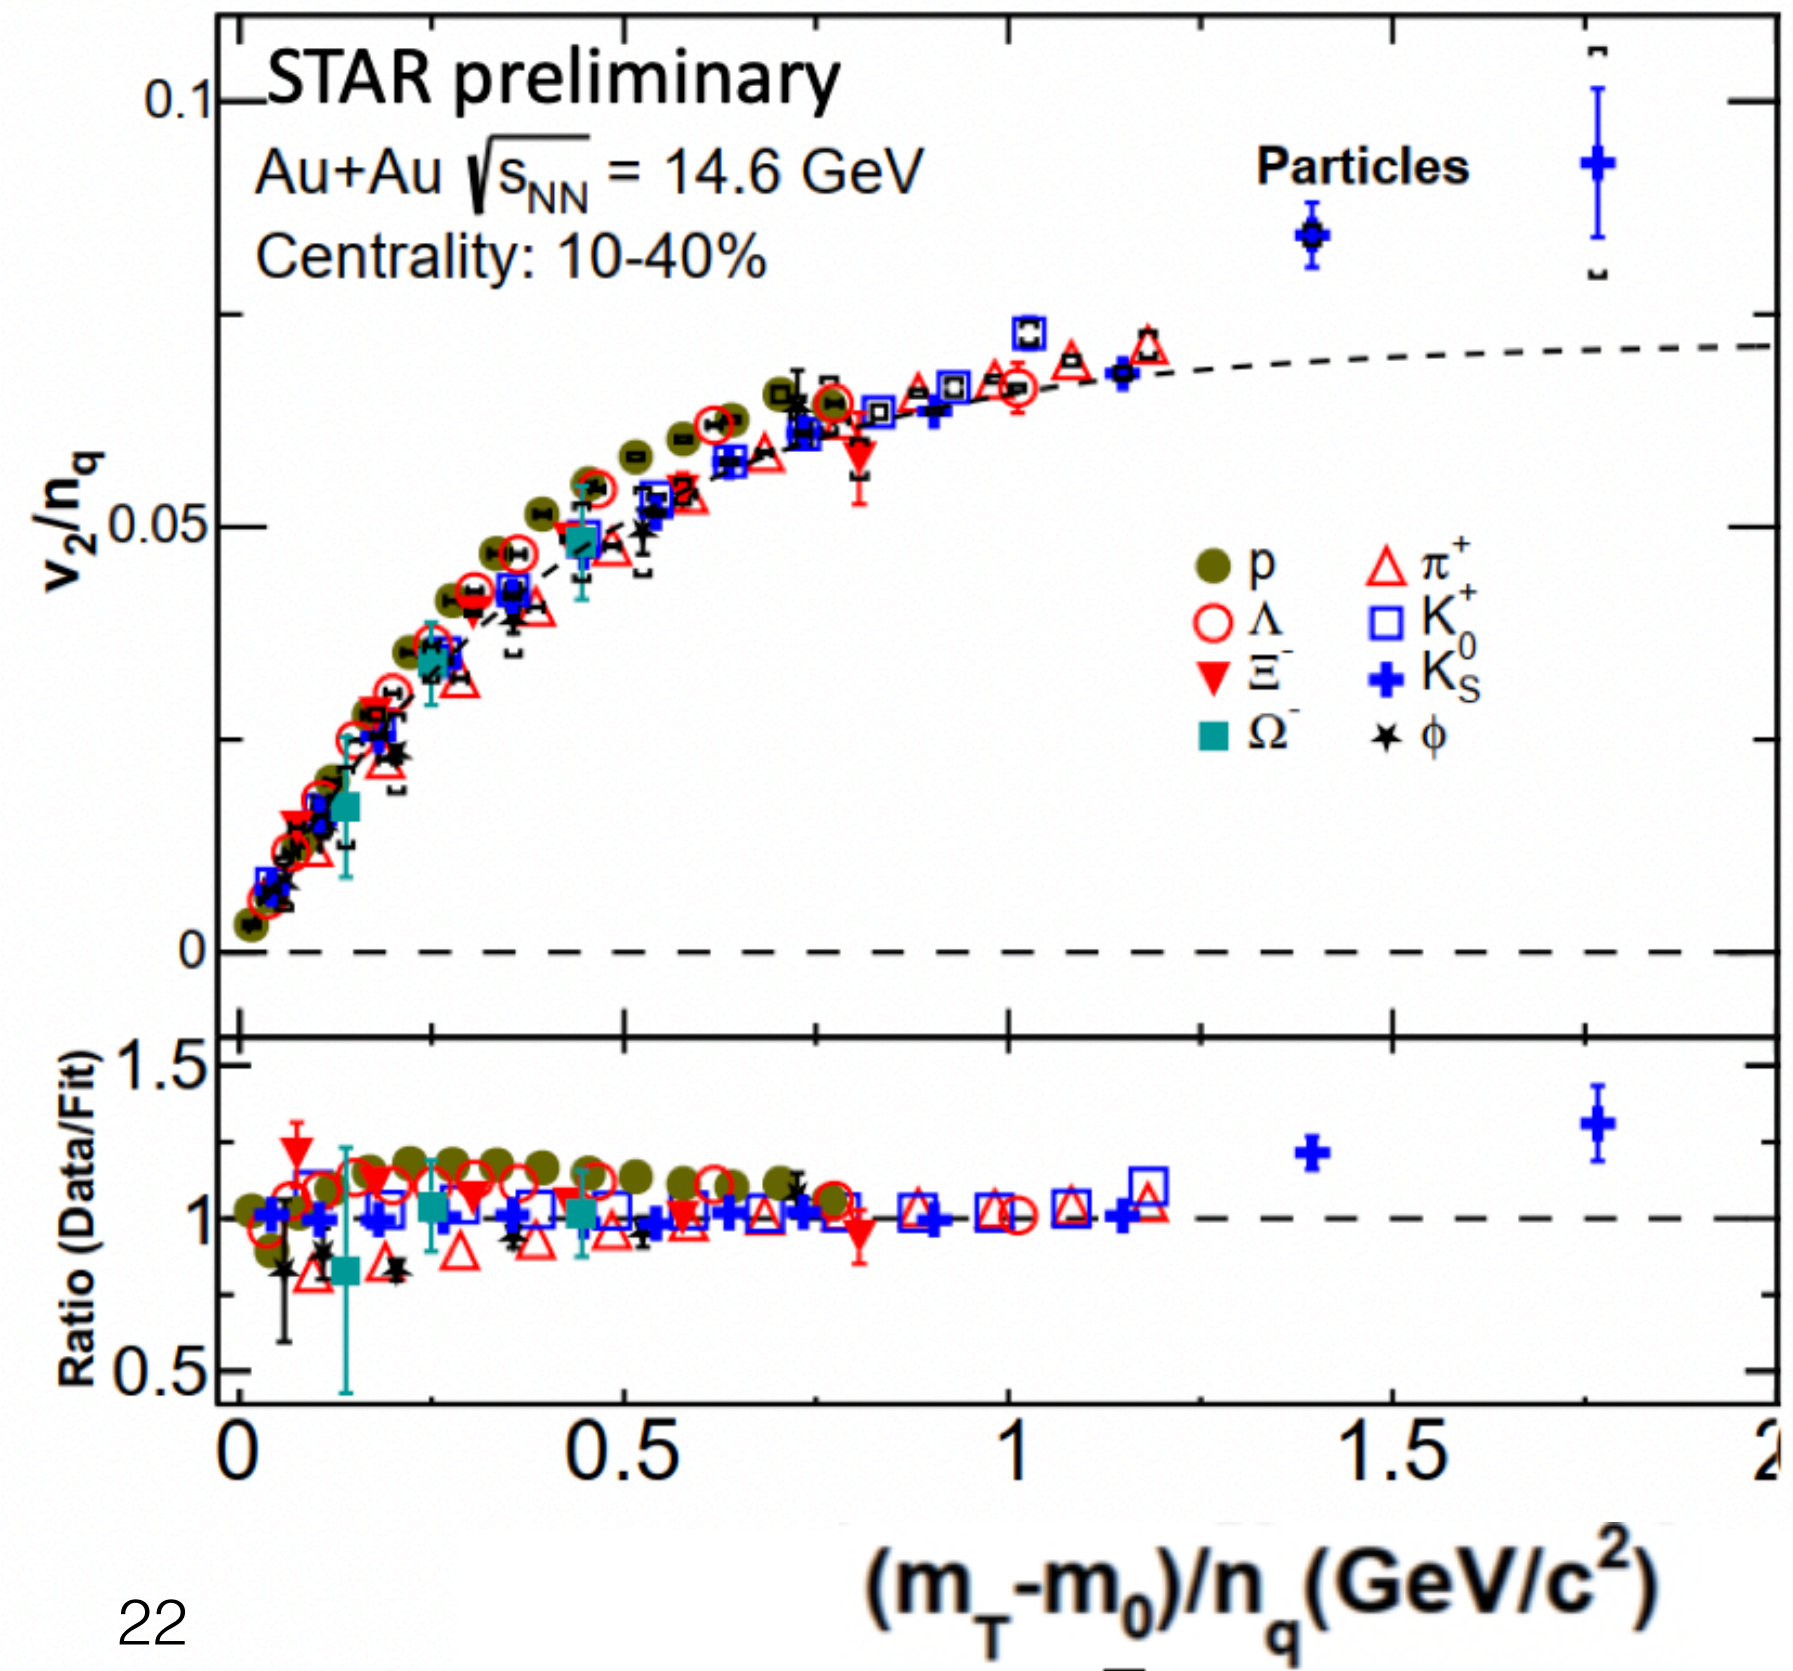 STAR preliminary
Au+Au √sNN = 14.6 GeV
Centrality: 10-40%
Particles
v2/nq
0.1
0.05
0
p
Λ
Ξ-
Ω-
π+
K+
K0S
ϕ
Ratio (Data/Fit)
1.5
1
0.5
0
0.5
1
1.5
2
(mT-m0)/nq(GeV/c2)
22